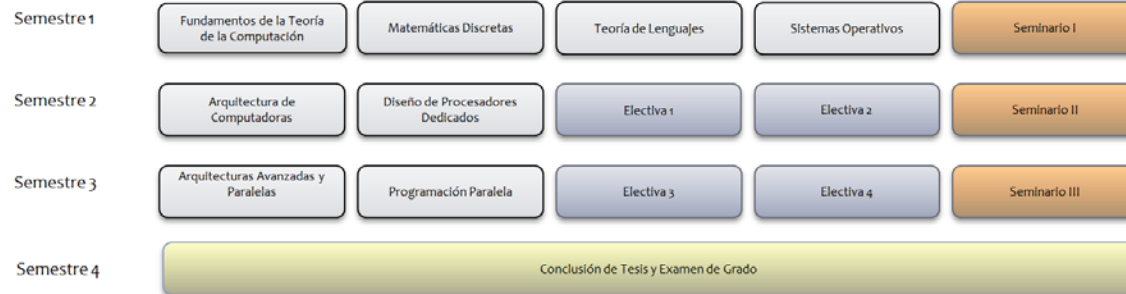 Semestre 1
Fundamentos de la Teoría
de la Computación
Matemáticas Discretas
Teoría de Lenguajes
Sistemas Operativos
Seminario I
Semestre 2
Arquitectura de
Computadoras
Diseño de Procesadores
Dedicados
Electiva 1
Electiva 2
Seminario II
Semestre 3
Arquitecturas Avanzadas y
Paralelas
Programación Paralela
Electiva 3
Electiva 4
Seminario III
Semestre 4
Conclusión de Tesis y Examen de Grado